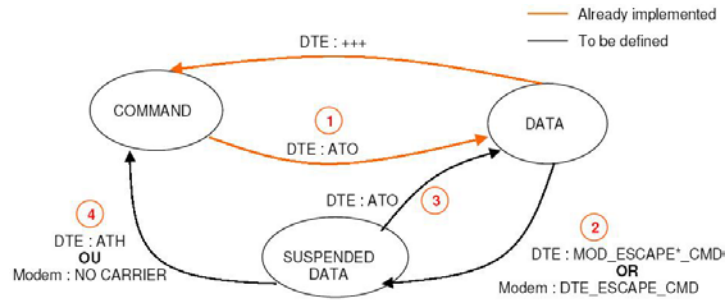 Already implemented
To be defined
DTE : +++
COMMAND
1
DTE : ATO
DATA
DTE : ATO
3
4
2
DTE : ATH
OU
Modem : NO CARRIER
SUSPENDED
DATA
DTE : MOD_ESCAPE*_CMD
OR
Modem : DTE_ESCAPE_CMD